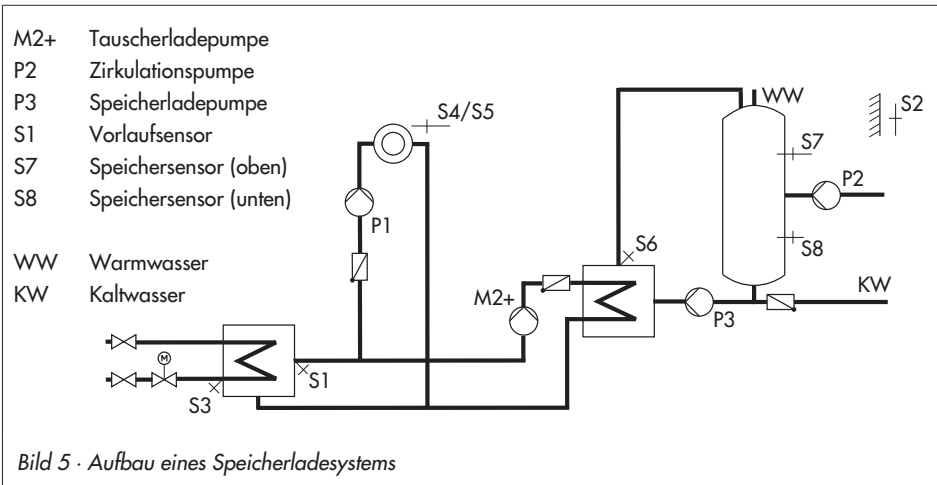 M2+ Tauscherladepumpe
P2 Zirkulationspumpe
P3 Speicherladepumpe
S1 Vorlaufsensor
S7 Speichersensor (oben)
S8 Speichersensor (unten)
WW Warmwasser
KW Kaltwasser
S4/S5
P1
WW
S2
S7
P2
S8
S6
KW
M2+
P3
M
S1
S3
Bild 5 · Aufbau eines Speicherladesystems